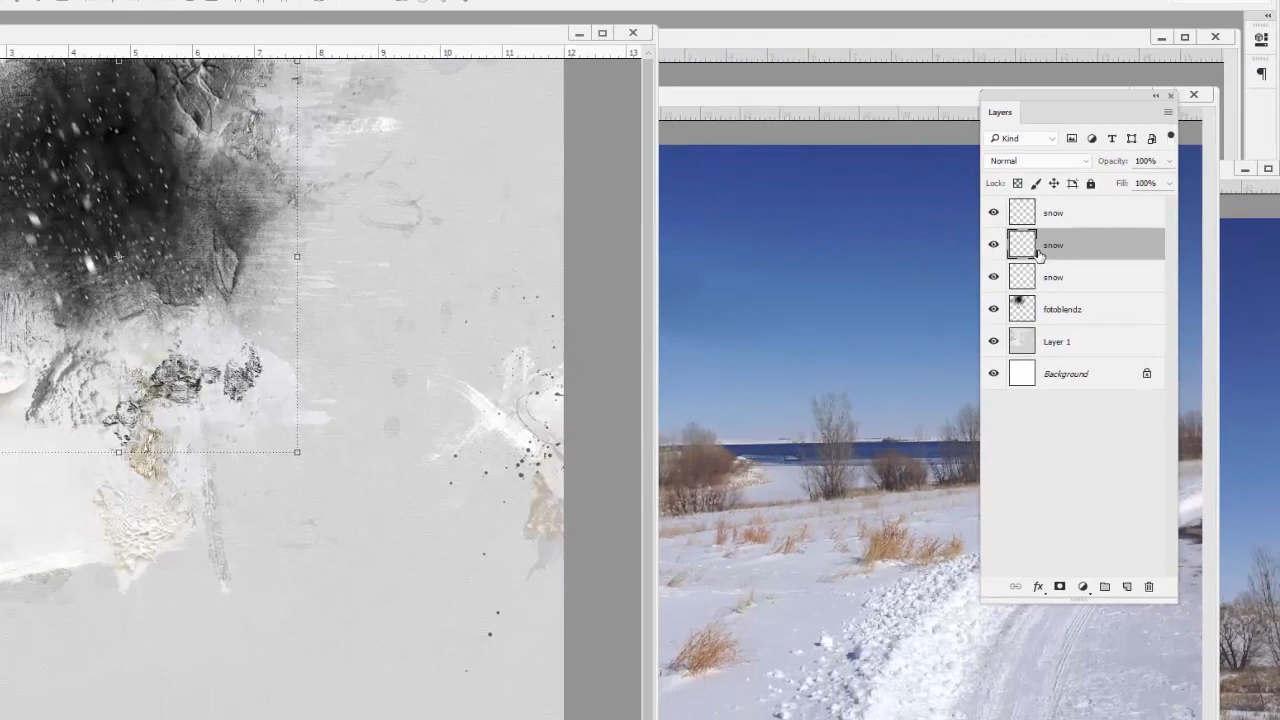 3 4 5 6 7 8 9 10 11 12 13
Layers
Kind
Normal Opacity: 100%
Lock: Fill: 100%
snow
snow
snow
fotoblendz
Layer 1
Background
fx